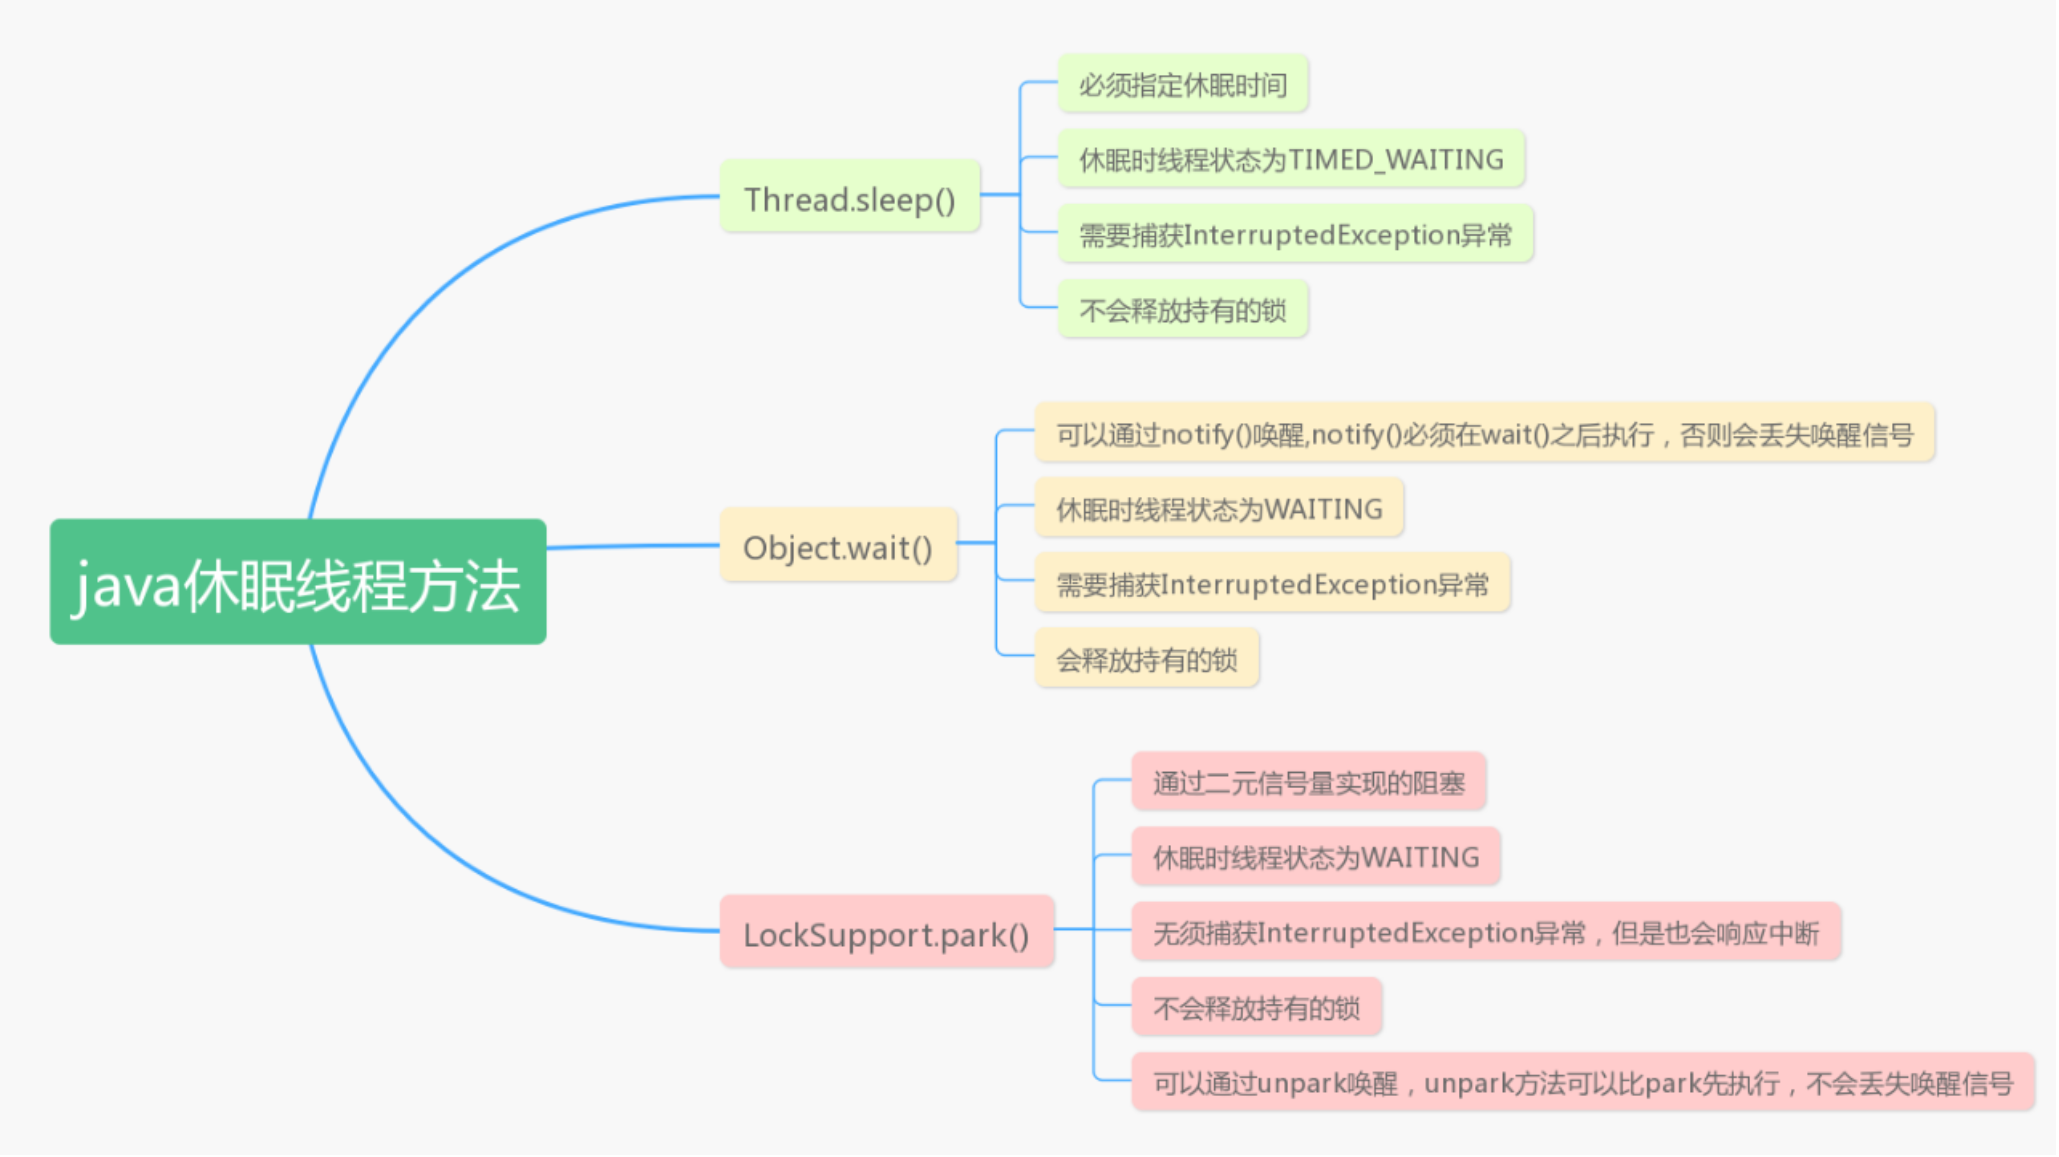 java休眠线程方法
Thread.sleep()
必须指定休眠时间
休眠时线程状态为TIMED_WAITING
需要捕获InterruptedException异常
不会释放持有的锁
Object.wait()
可以通过notify()唤醒,notify()必须在wait()之后执行，否则会丢失唤醒信号
休眠时线程状态为WAITING
需要捕获InterruptedException异常
会释放持有的锁
LockSupport.park()
通过二元信号量实现的阻塞
休眠时线程状态为WAITING
无须捕获InterruptedException异常，但是也会响应中断
不会释放持有的锁
可以通过unpark唤醒，unpark方法可以比park先执行，不会丢失唤醒信号